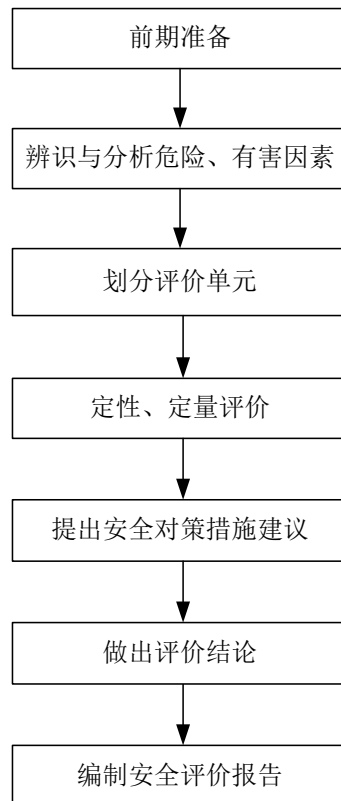 前期准备
辨识与分析危险、有害因素
划分评价单元
定性、定量评价
提出安全对策措施建议
做出评价结论
编制安全评价报告